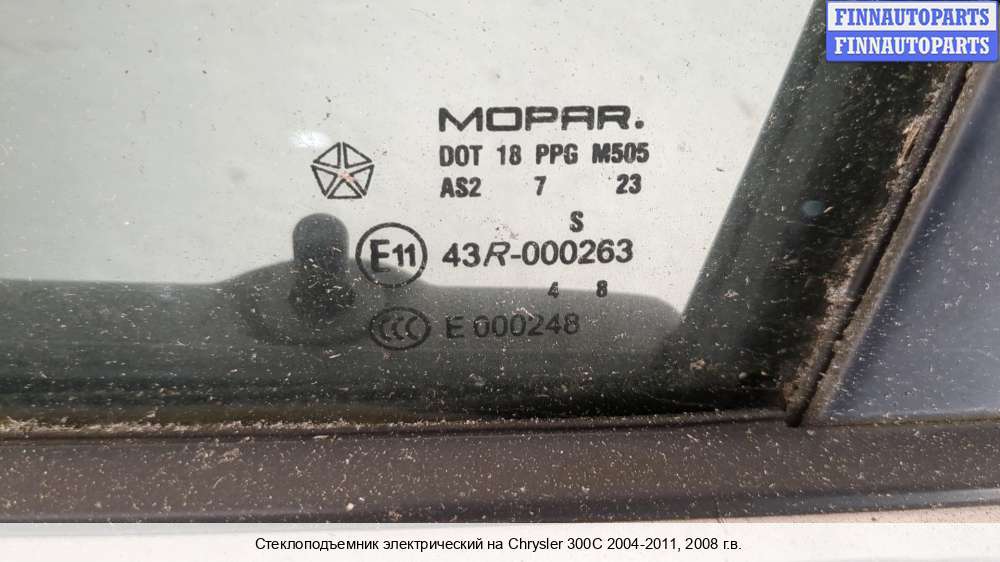 FINNAUTOPARTS
FINNAUTOPARTS
MOPAR.
DOT 18 PPG M505
AS2 7 23
S
E11 43R-000263
4 8
CCC E 000248
Стеклоподъемник электрический на Chrysler 300C 2004-2011, 2008 г.в.